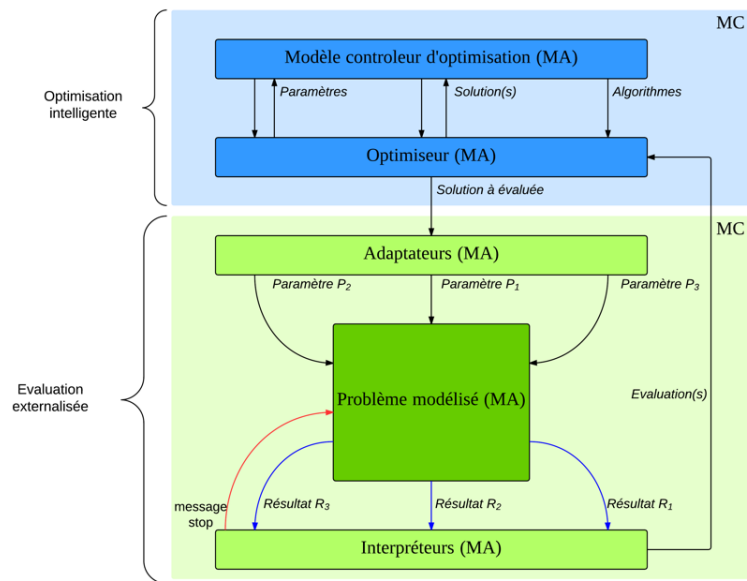 MC
Modèle controleur d'optimisation (MA)
Optimisation
intelligente
Paramètres
Solution(s)
Algorithmes
Optimiseur (MA)
Solution à évaluée
MC
Adaptateurs (MA)
Paramètre P₂
Paramètre P₁
Paramètre P₃
Evaluation
externalisée
Problème modélisé (MA)
Evaluation(s)
message
stop
Résultat R₃
Résultat R₂
Résultat R₁
Interpréteurs (MA)